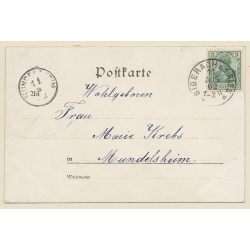 Postkarte
Wohlgeboren
Frau
Marie Krebs
in
Mundelsheim.
Wohnung